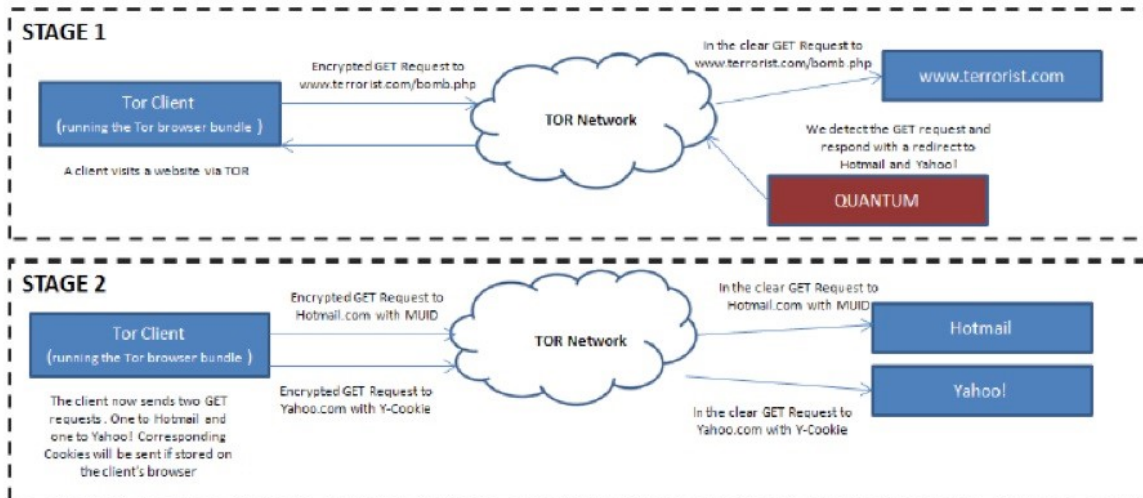 STAGE 1
Encrypted GET Request to
www.terrorist.com/bomb.php
In the clear GET Request to
www.terrorist.com/bomb.php
www.terrorist.com
Tor Client
(running the Tor browser bundle )
TOR Network
We detect the GET request and
respond with a redirect to
Hotmail and Yahoo!
A client visits a website via TOR
QUANTUM
STAGE 2
Encrypted GET Request to
Hotmail.com with MUID
In the clear GET Request to
Hotmail.com with MUID
Tor Client
(running the Tor browser bundle )
TOR Network
Hotmail
Encrypted GET Request to
Yahoo.com with Y-Cookie
Yahoo!
The client now sends two GET
requests . One to Hotmail and
one to Yahoo! Corresponding
Cookies will be sent if stored on
the client's browser
In the clear GET Request to
Yahoo.com with Y-Cookie